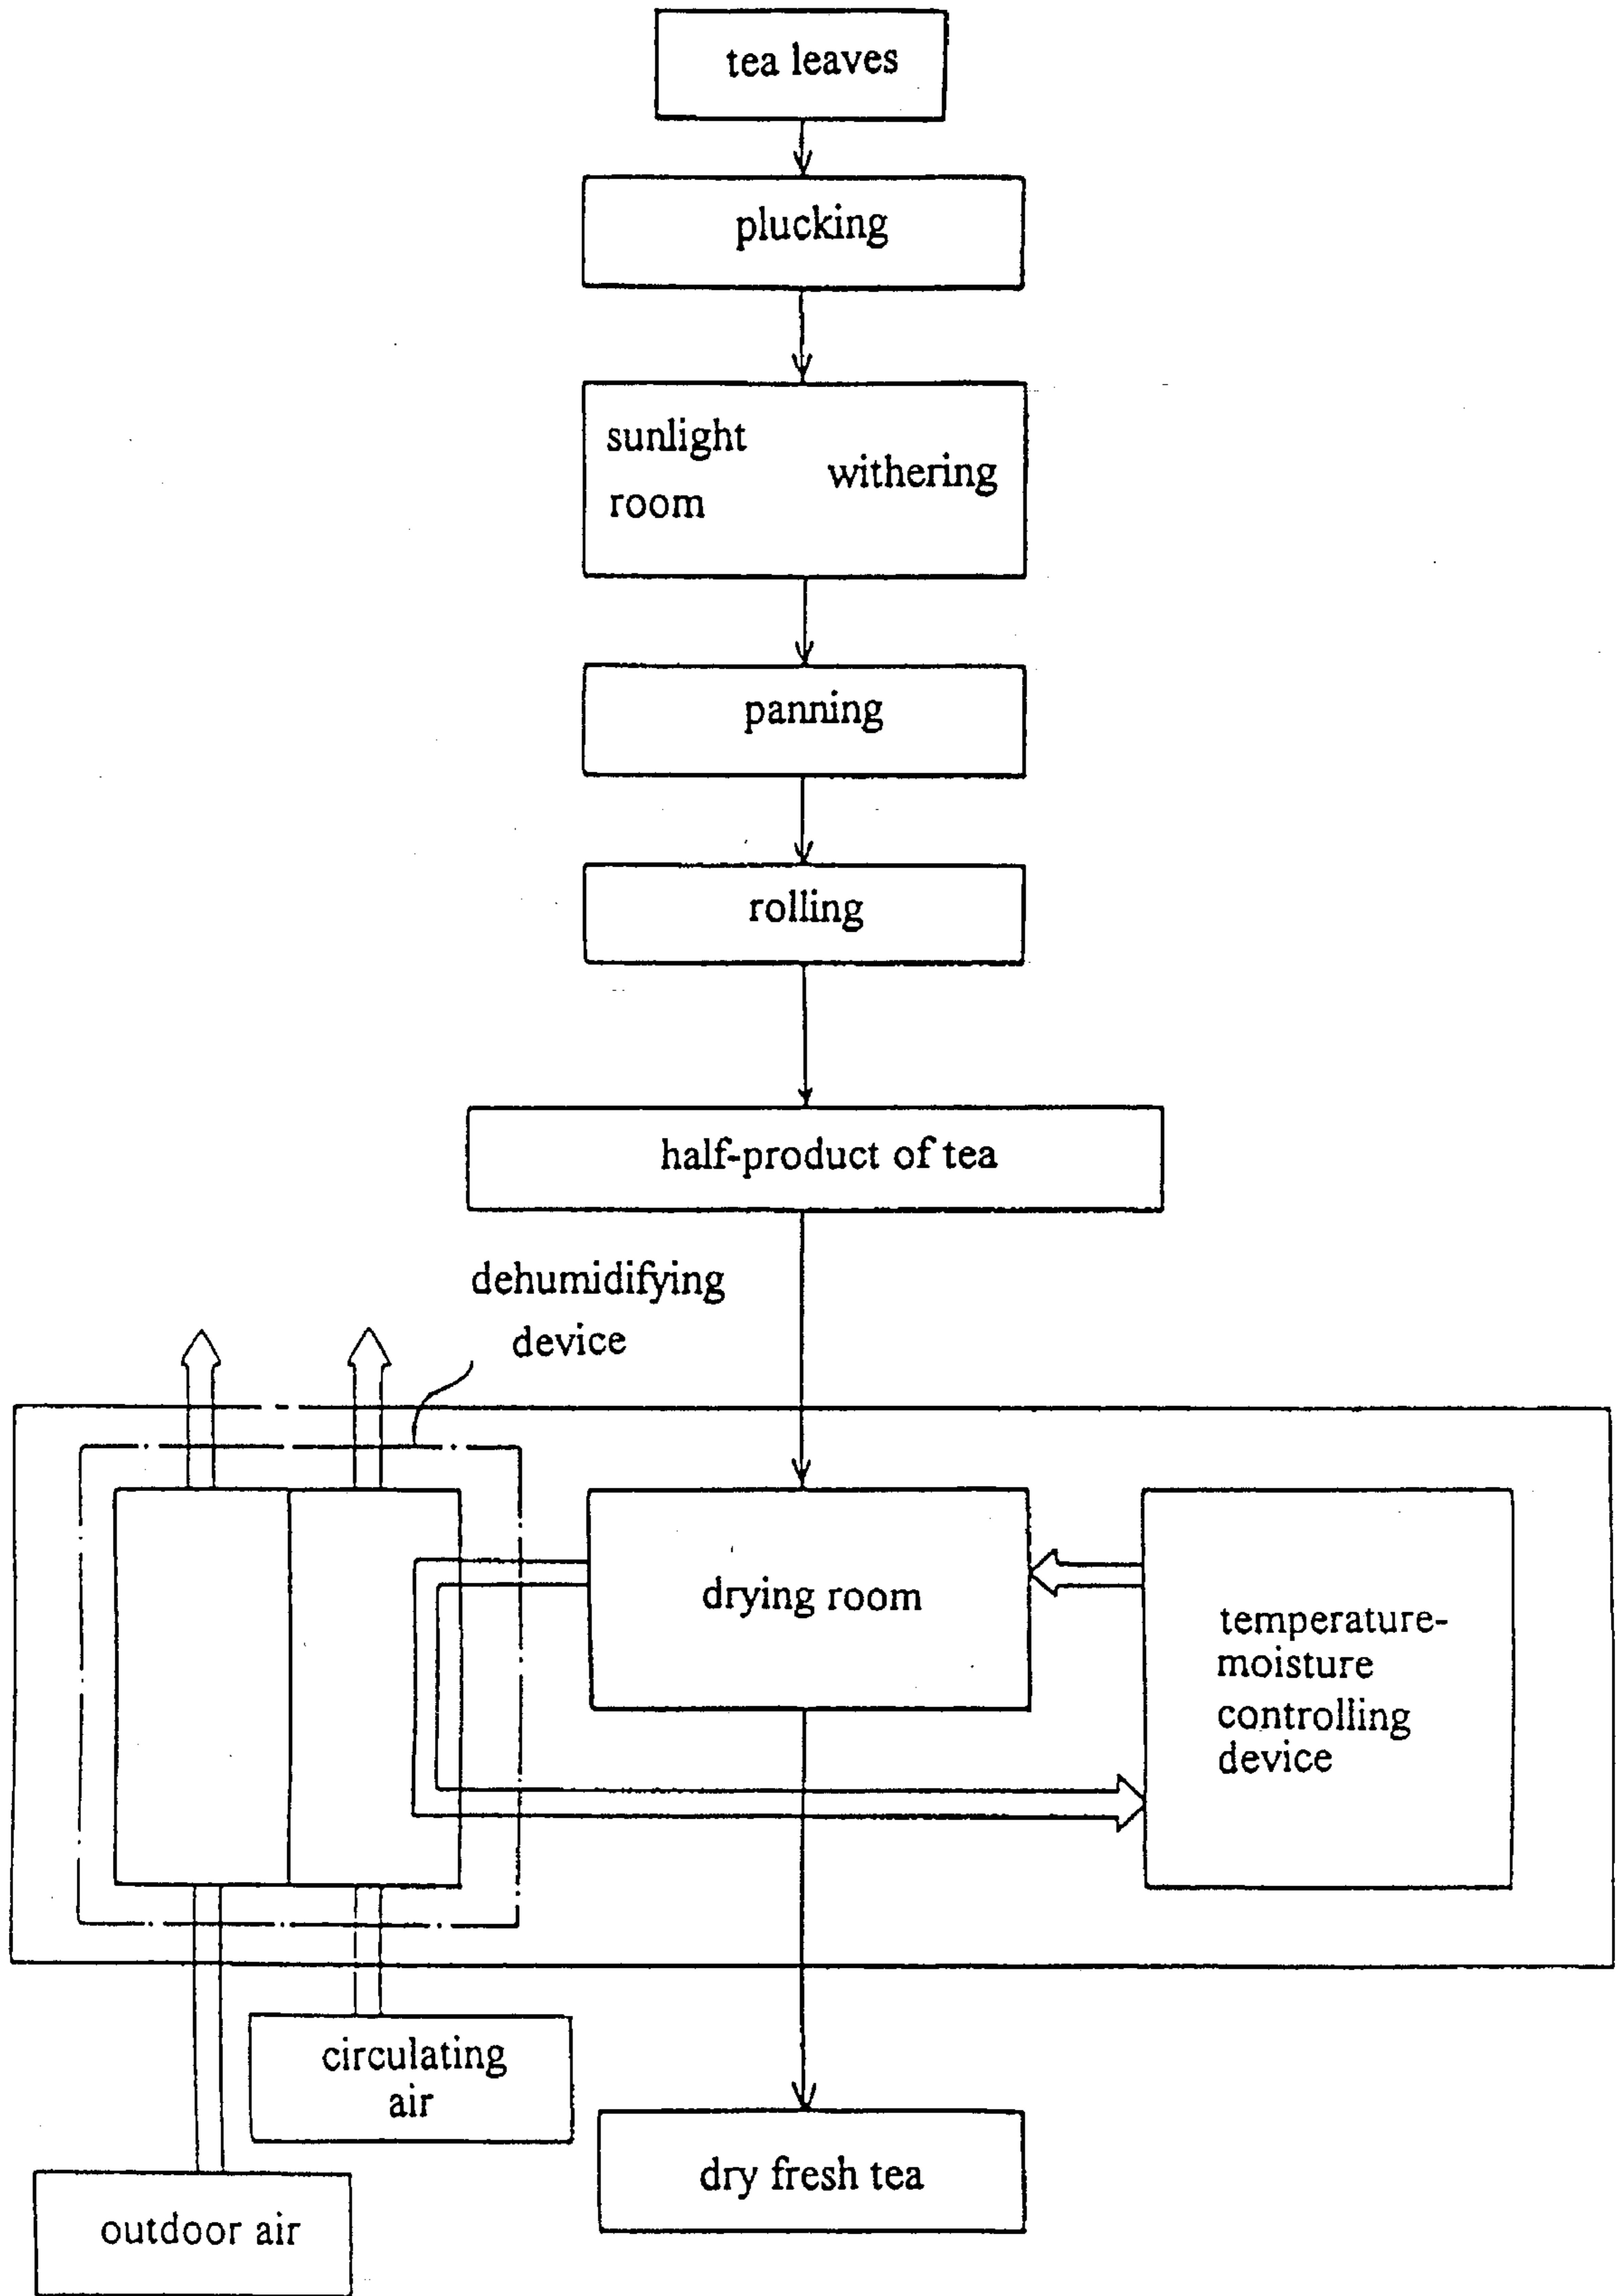 tea leaves
plucking
sunlight
room
withering
panning
rolling
half-product of tea
dehumidifying
device
drying room
temperature-
moisture
controlling
device
circulating
air
dry fresh tea
outdoor air